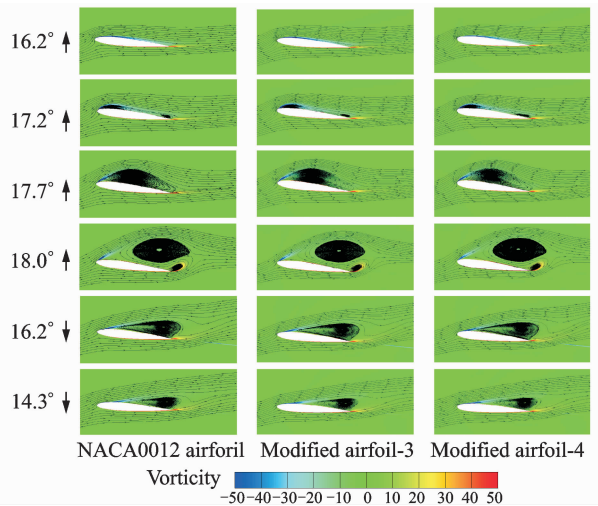 16.2° ↑
17.2° ↑
17.7° ↑
18.0° ↑
16.2° ↓
14.3° ↓
NACA0012 airforil Modified airfoil-3 Modified airfoil-4
Vorticity
−50 −40 −30 −20 −10 0 10 20 30 40 50